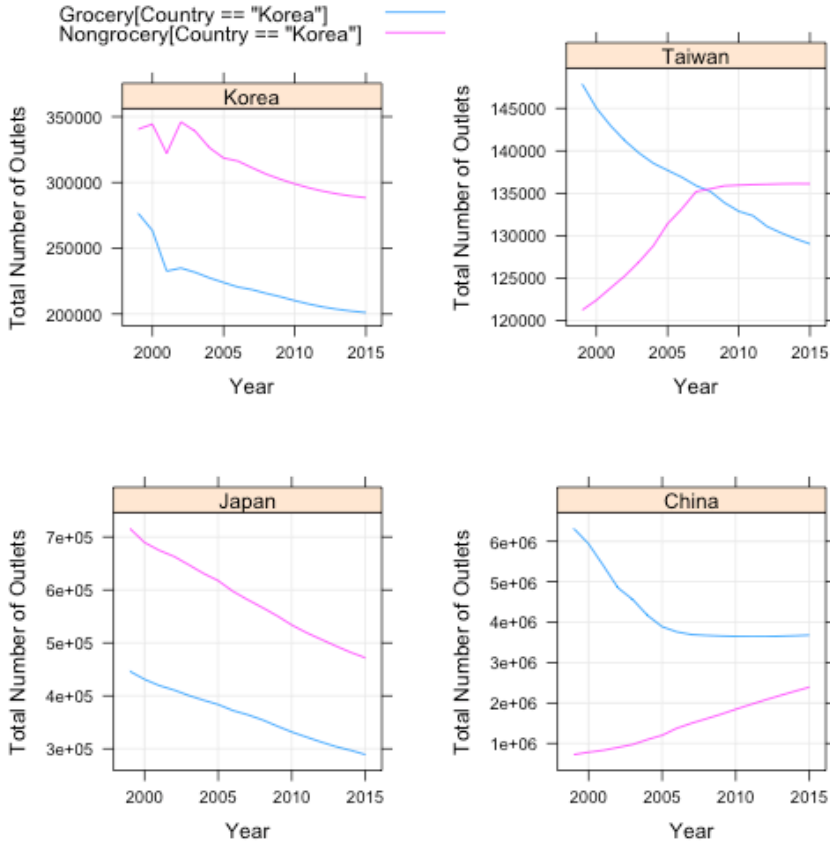 Grocery[Country == "Korea"]
Nongrocery[Country == "Korea"]
Korea
Total Number of Outlets
350000
300000
250000
200000
2000 2005 2010 2015
Year
Taiwan
Total Number of Outlets
145000
140000
135000
130000
125000
120000
2000 2005 2010 2015
Year
Japan
Total Number of Outlets
7e+05
6e+05
5e+05
4e+05
3e+05
2000 2005 2010 2015
Year
China
Total Number of Outlets
6e+06
5e+06
4e+06
3e+06
2e+06
1e+06
2000 2005 2010 2015
Year